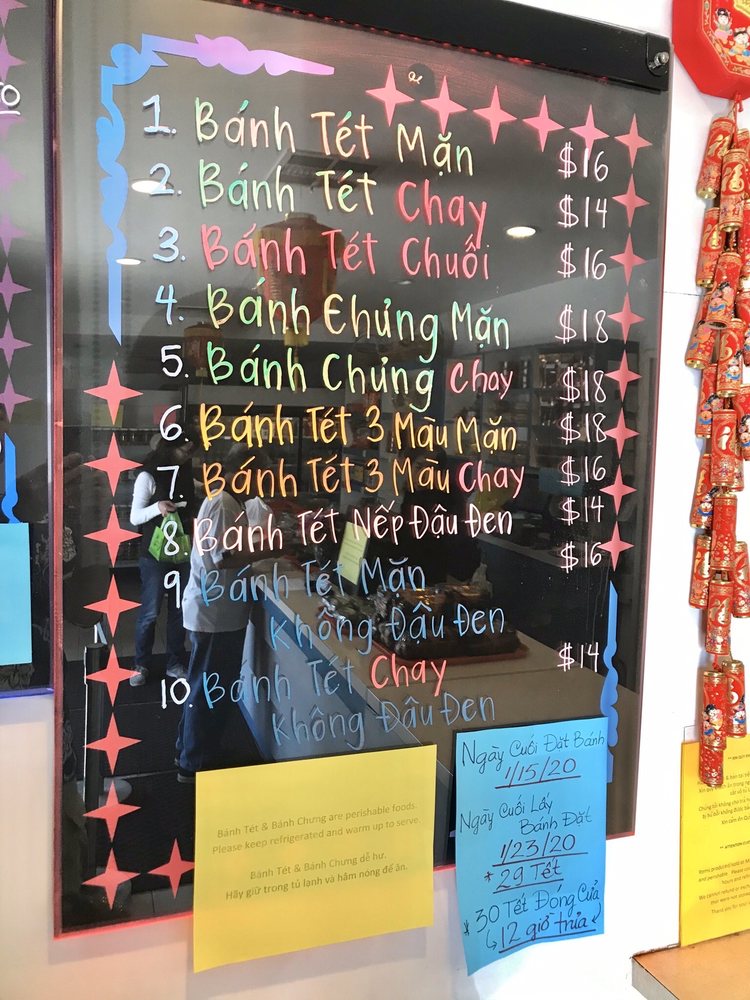 1. Bánh Tét Mặn $16
2. Bánh Tét Chay $14
3. Bánh Tét Chuối $16
4. Bánh Chưng Mặn $18
5. Bánh Chưng Chay $18
6. Bánh Tét 3 Màu Mặn $18
7. Bánh Tét 3 Màu Chay $16
8. Bánh Tét Nếp Đậu Đen $14
9. Bánh Tét Mặn $16
Không Đậu Đen
10. Bánh Tét Chay $14
Không Đậu Đen
Bánh Tét & Bánh Chưng are perishable foods.
Please keep refrigerated and warm up to serve.
Bánh Tét & Bánh Chưng dễ hư.
Hãy giữ trong tủ lạnh và hâm nóng để ăn.
Ngày Cuối Đặt Bánh
1/15/20
Ngày Cuối Lấy
Bánh Đặt
1/23/20
* 29 Tết
* 30 Tết Đóng Cửa
12 giờ trưa